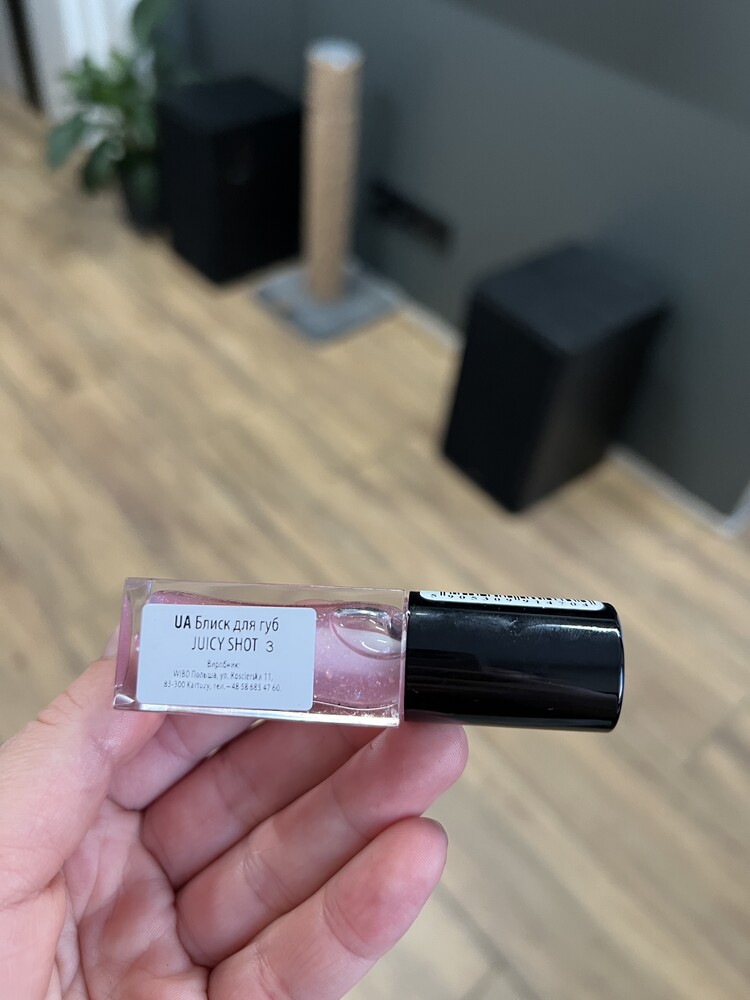 UA Блиск для губ
JUICY SHOT 3
Виробник:
WIBO Польща, ул. Kościerska 11,
83-300 Kartuzy, тел.+48 58 685 47 60.